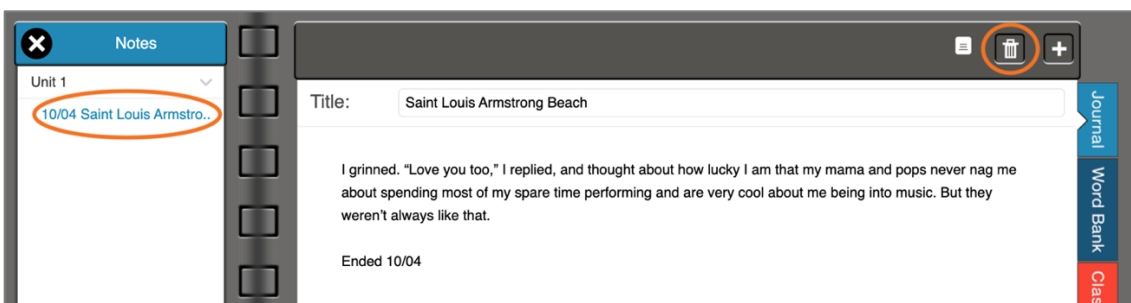 Notes
Unit 1
10/04 Saint Louis Armstro..
Title:
Saint Louis Armstrong Beach
I grinned. “Love you too,” I replied, and thought about how lucky I am that my mama and pops never nag me
about spending most of my spare time performing and are very cool about me being into music. But they
weren’t always like that.
Ended 10/04
Journal
Word Bank